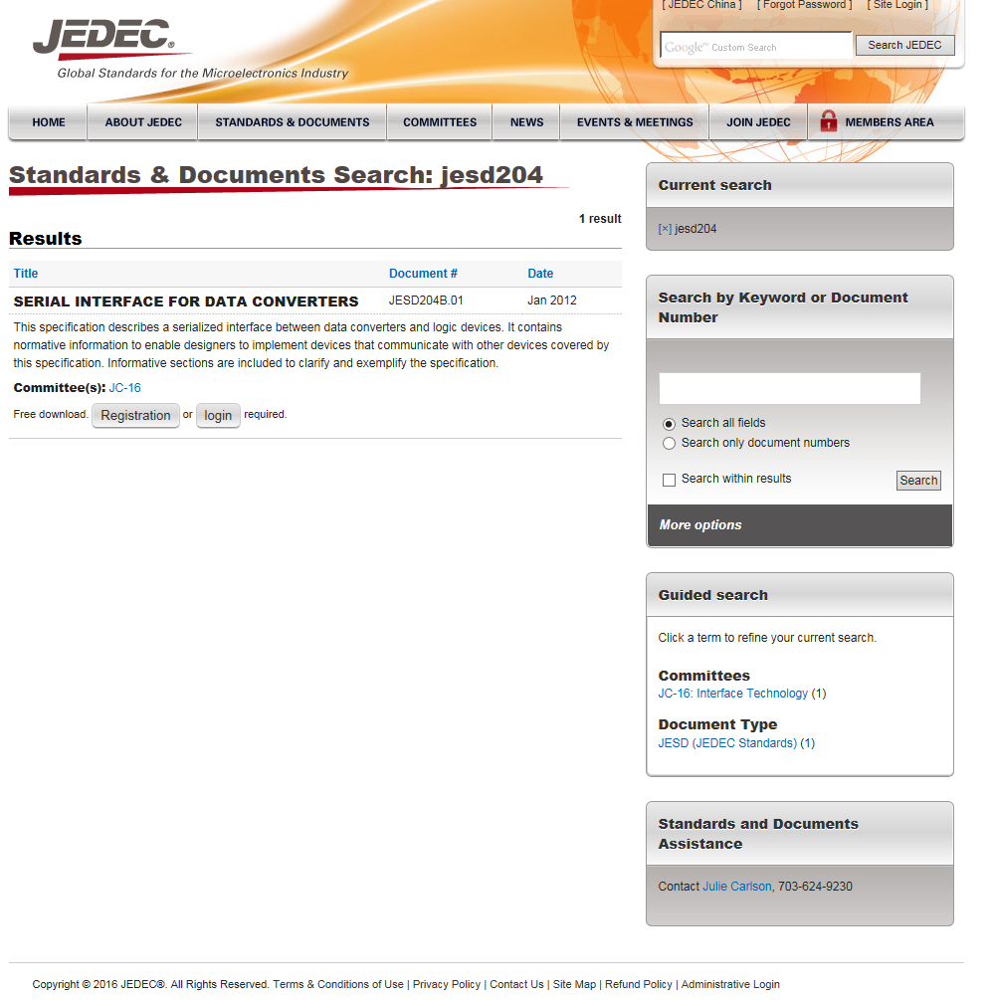 [ JEDEC China ] [ Forgot Password ] [ Site Login ]
JEDEC®
Global Standards for the Microelectronics Industry
Google™ Custom Search
Search JEDEC
HOME ABOUT JEDEC STANDARDS & DOCUMENTS COMMITTEES NEWS EVENTS & MEETINGS JOIN JEDEC MEMBERS AREA
Standards & Documents Search: jesd204
1 result
Results
Title Document # Date
SERIAL INTERFACE FOR DATA CONVERTERS JESD204B.01 Jan 2012
This specification describes a serialized interface between data converters and logic devices. It contains
normative information to enable designers to implement devices that communicate with other devices covered by
this specification. Informative sections are included to clarify and exemplify the specification.
Committee(s): JC-16
Free download. Registration or login required.
Current search
[×] jesd204
Search by Keyword or Document
Number
Search all fields
Search only document numbers
Search within results
Search
More options
Guided search
Click a term to refine your current search.
Committees
JC-16: Interface Technology (1)
Document Type
JESD (JEDEC Standards) (1)
Standards and Documents
Assistance
Contact Julie Carlson, 703-624-9230
Copyright © 2016 JEDEC®. All Rights Reserved. Terms & Conditions of Use | Privacy Policy | Contact Us | Site Map | Refund Policy | Administrative Login